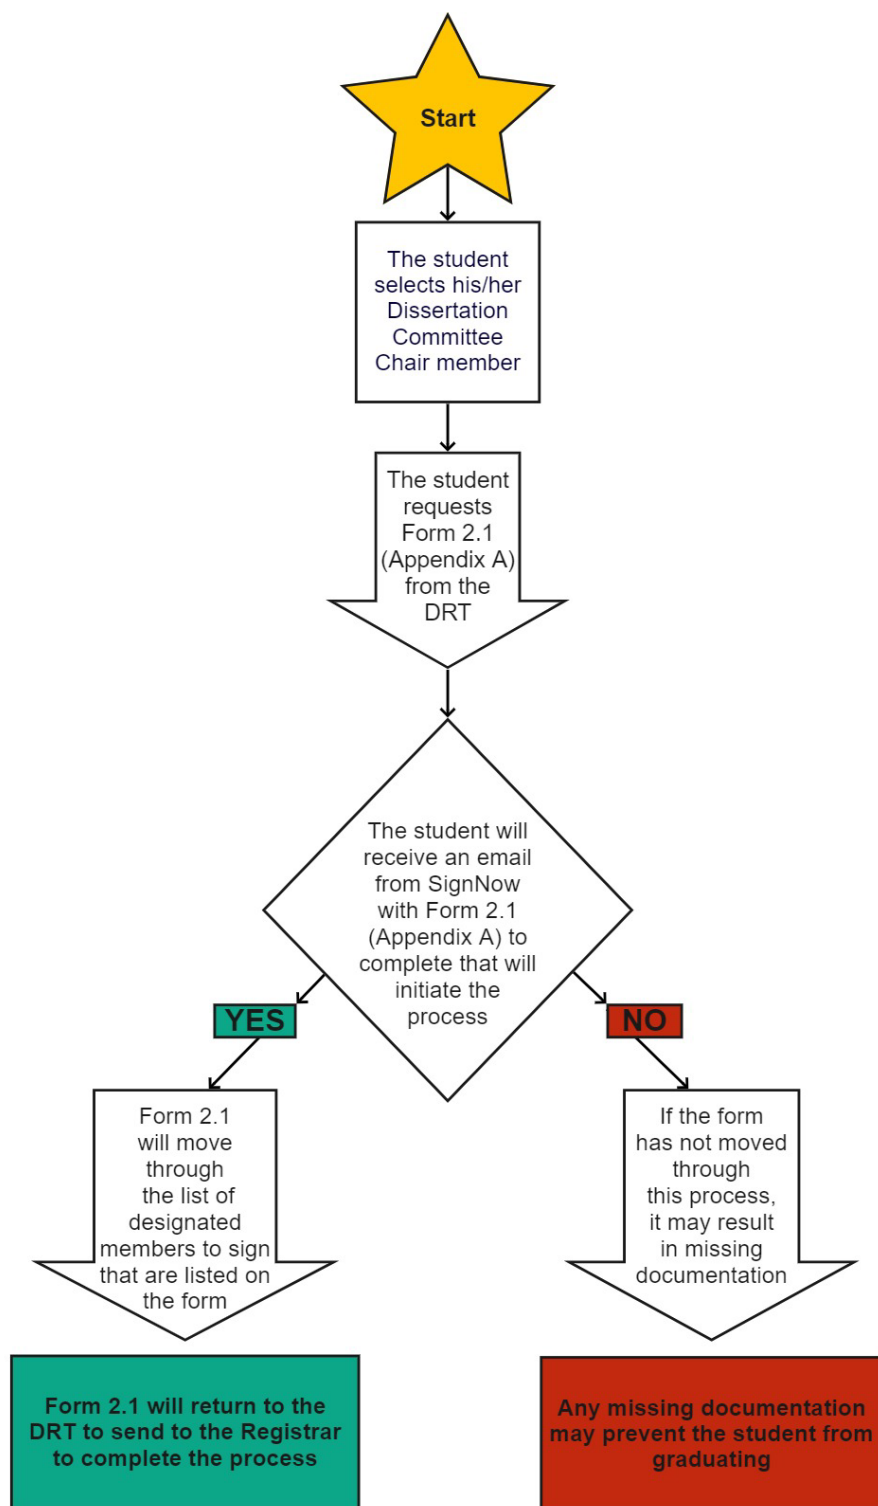 Start
The student
selects his/her
Dissertation
Committee
Chair member
The student
requests
Form 2.1
(Appendix A)
from the
DRT
The student will
receive an email
from SignNow
with Form 2.1
(Appendix A) to
complete that will
initiate the
process
YES
NO
Form 2.1
will move
through
the list of
designated
members to sign
that are listed on
the form
If the form
has not moved
through
this process,
it may result
in missing
documentation
Form 2.1 will return to the
DRT to send to the Registrar
to complete the process
Any missing documentation
may prevent the student from
graduating